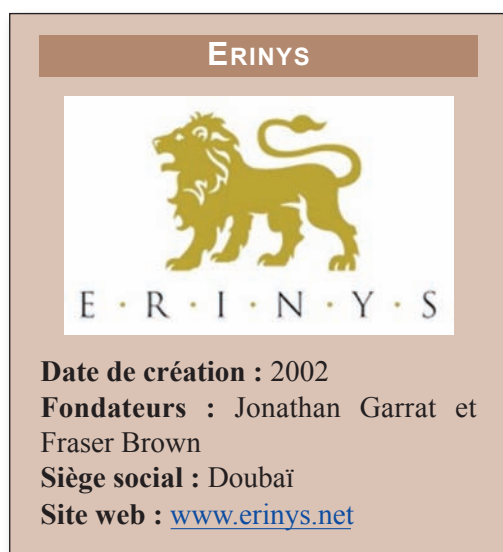 ERINYS
E · R · I · N · Y · S
Date de création : 2002
Fondateurs : Jonathan Garrat et
Fraser Brown
Siège social : Doubaï
Site web : www.erinys.net